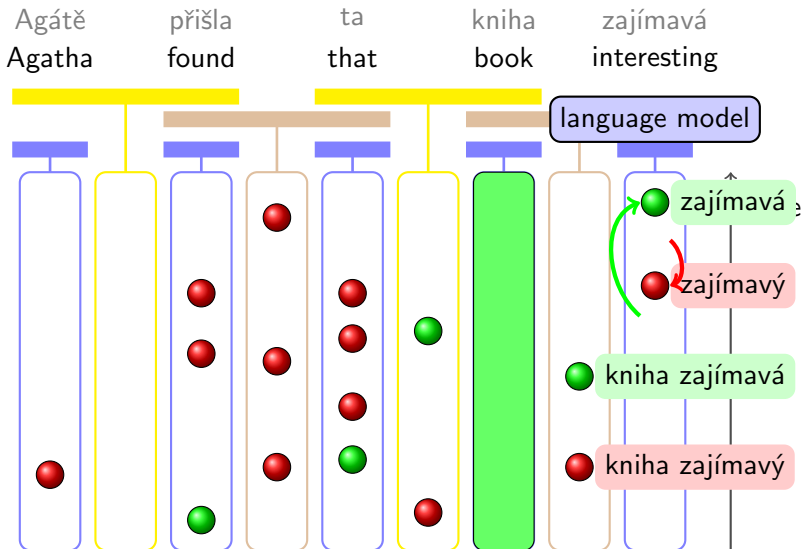 Agátě přišla ta kniha zajímavá
Agatha found that book interesting
language model
zajímavá
zajímavý
kniha zajímavá
kniha zajímavý